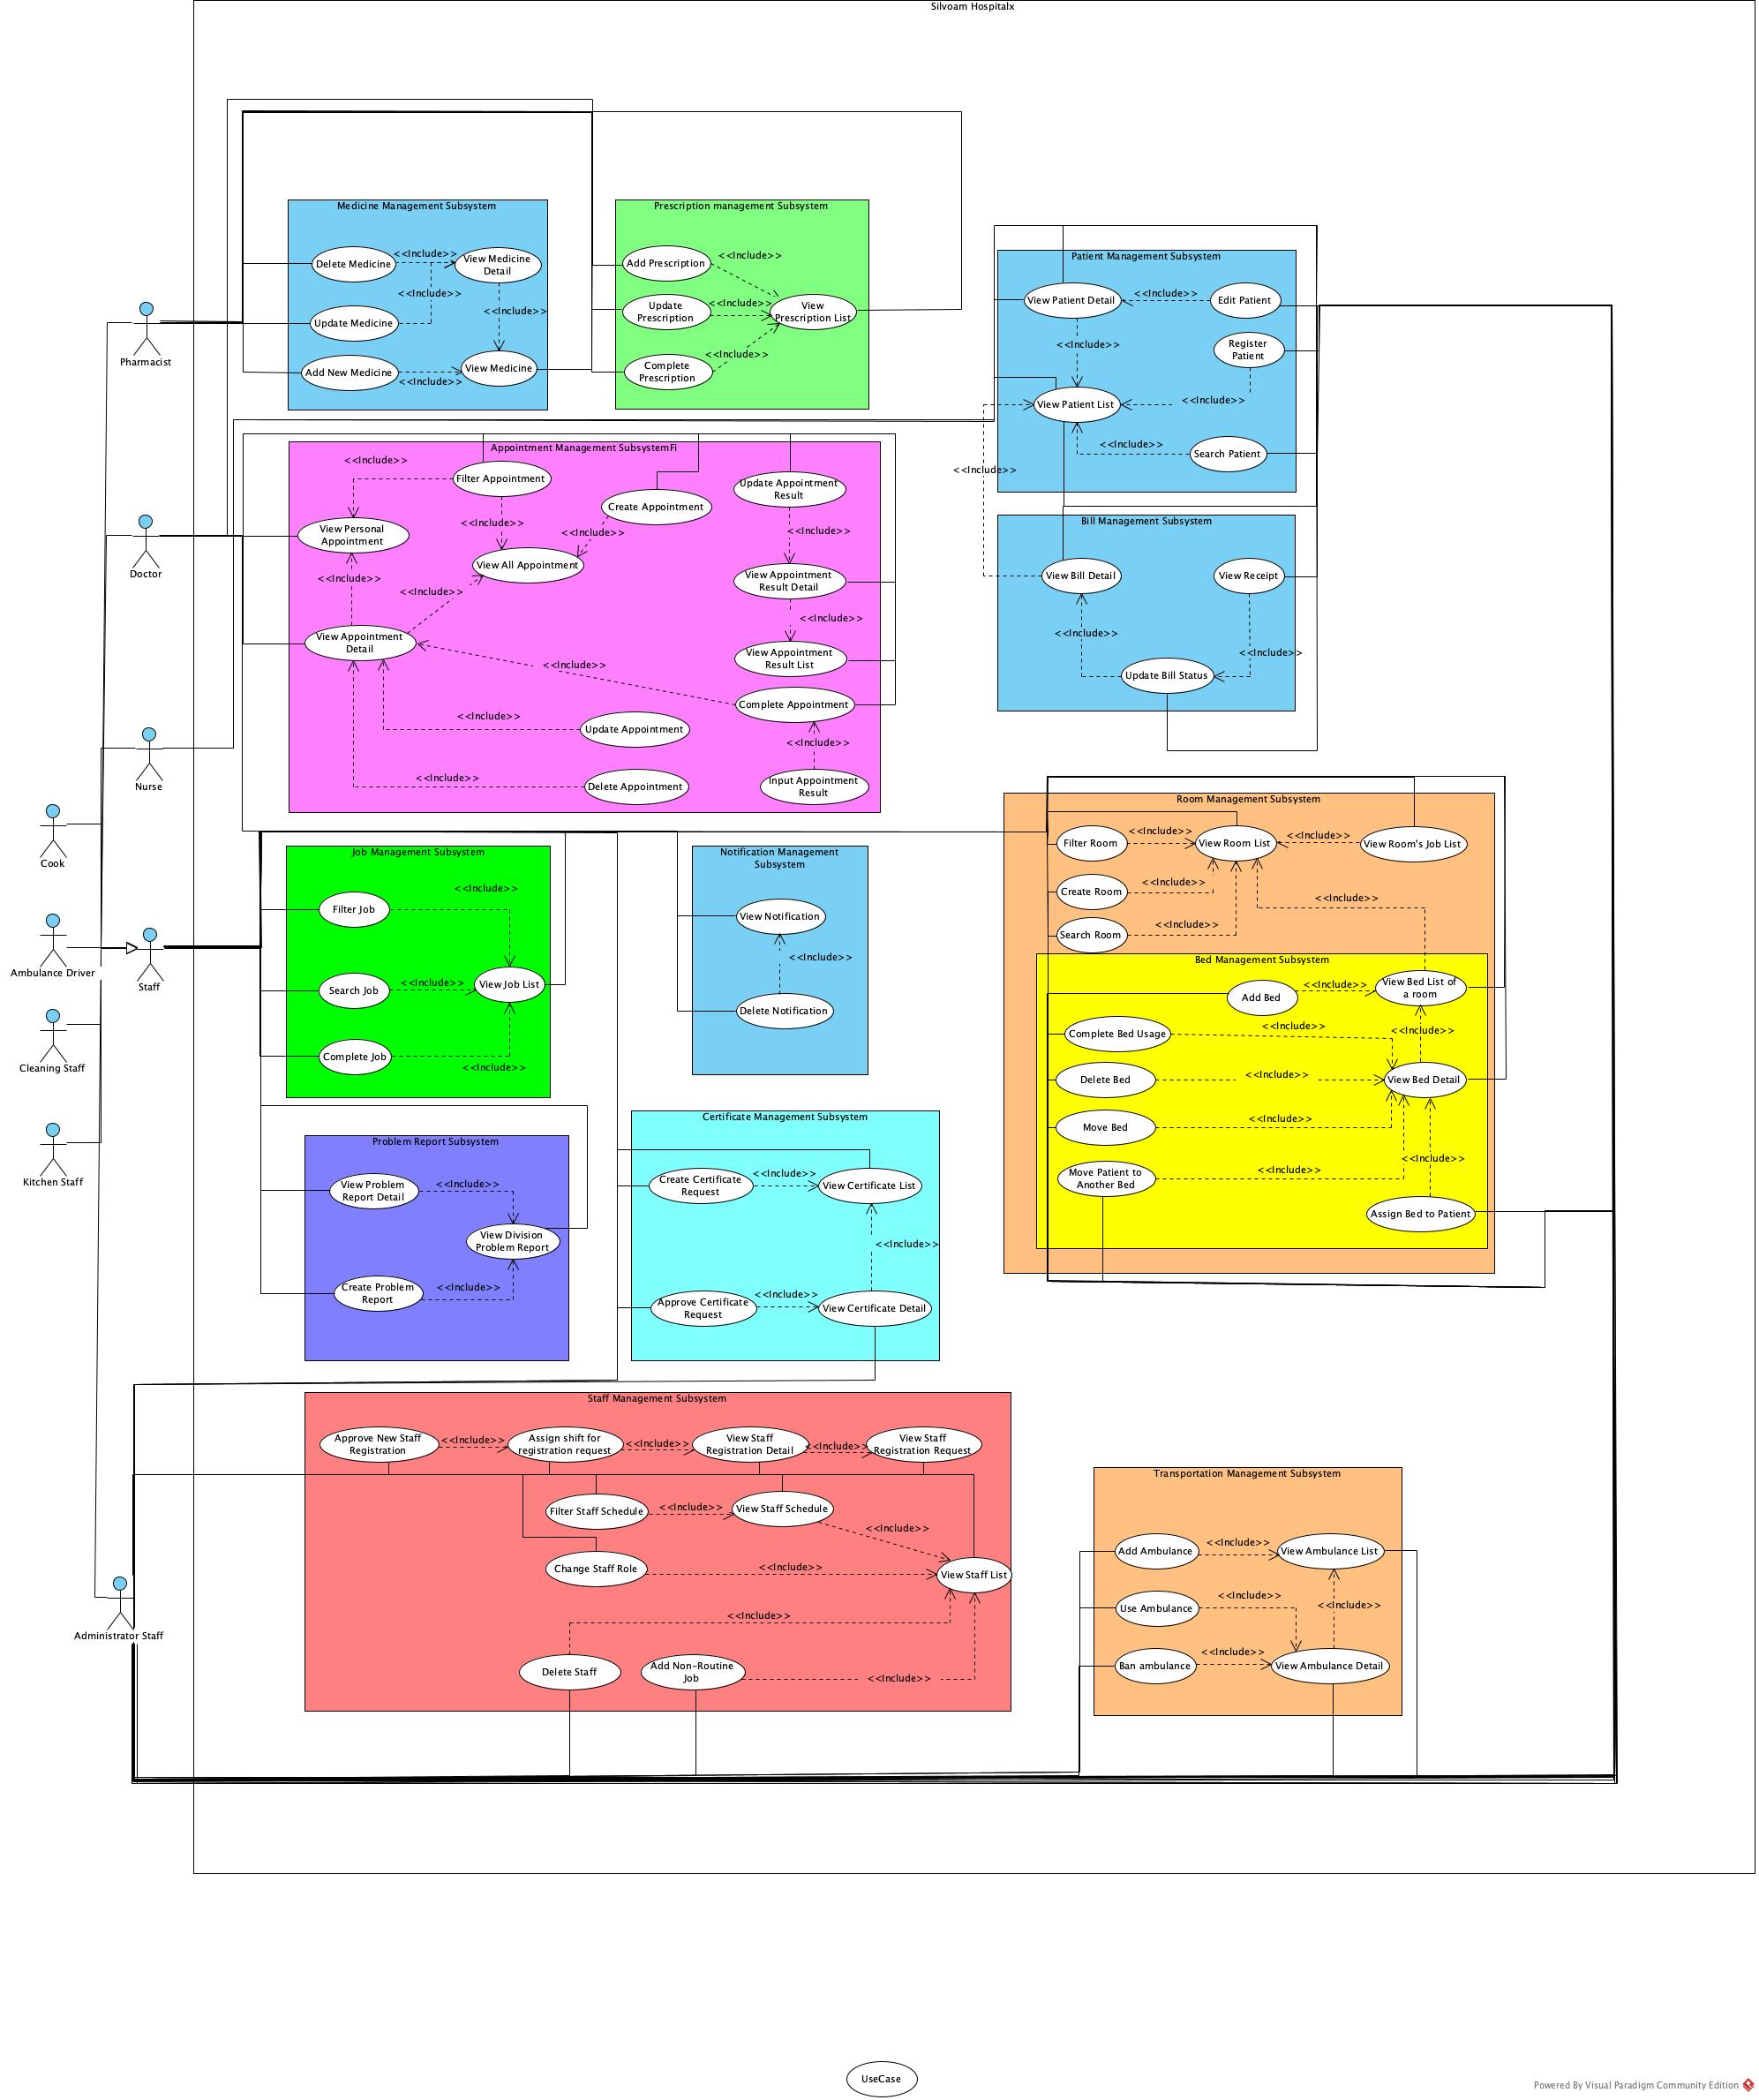 Silvoam Hospitalx
Medicine Management Subsystem
Delete Medicine
<<Include>>
View Medicine
Detail
<<Include>>
Update Medicine
<<Include>>
Add New Medicine
<<Include>>
View Medicine
Prescription management Subsystem
Add Prescription
<<Include>>
Update
Prescription
<<Include>>
View
Prescription List
<<Include>>
Complete
Prescription
Patient Management Subsystem
View Patient Detail
<<Include>>
Edit Patient
Register
Patient
<<Include>>
View Patient List
<<Include>>
<<Include>>
Search Patient
<<Include>>
Pharmacist
Doctor
Nurse
Cook
Ambulance Driver
Staff
Cleaning Staff
Kitchen Staff
Administrator Staff
Appointment Management SubsystemFi
<<Include>>
Filter Appointment
Update Appointment
Result
Create Appointment
View Personal
Appointment
<<Include>>
<<Include>>
<<Include>>
View All Appointment
<<Include>>
<<Include>>
View Appointment
Result Detail
<<Include>>
View Appointment
Detail
View Appointment
Result List
<<Include>>
Complete Appointment
<<Include>>
Update Appointment
<<Include>>
<<Include>>
Delete Appointment
Input Appointment
Result
Bill Management Subsystem
View Bill Detail
View Receipt
<<Include>>
<<Include>>
Update Bill Status
Job Management Subsystem
<<Include>>
Filter Job
Search Job
<<Include>>
View Job List
Complete Job
<<Include>>
Notification Management
Subsystem
View Notification
<<Include>>
Delete Notification
Room Management Subsystem
Filter Room
<<Include>>
View Room List
<<Include>>
View Room's Job List
Create Room
<<Include>>
<<Include>>
Search Room
<<Include>>
Bed Management Subsystem
Add Bed
<<Include>>
View Bed List of
a room
Complete Bed Usage
<<Include>>
<<Include>>
Delete Bed
<<Include>>
View Bed Detail
Move Bed
<<Include>>
<<Include>>
Move Patient to
Another Bed
<<Include>>
Assign Bed to Patient
Problem Report Subsystem
View Problem
Report Detail
<<Include>>
View Division
Problem Report
Create Problem
Report
<<Include>>
Certificate Management Subsystem
Create Certificate
Request
<<Include>>
View Certificate List
<<Include>>
Approve Certificate
Request
<<Include>>
View Certificate Detail
Staff Management Subsystem
Approve New Staff
Registration
<<Include>>
Assign shift for
registration request
<<Include>>
View Staff
Registration Detail
<<Include>>
View Staff
Registration Request
Filter Staff Schedule
<<Include>>
View Staff Schedule
<<Include>>
Change Staff Role
<<Include>>
View Staff List
<<Include>>
Delete Staff
Add Non-Routine
Job
<<Include>>
Transportation Management Subsystem
Add Ambulance
<<Include>>
View Ambulance List
Use Ambulance
<<Include>>
<<Include>>
Ban ambulance
<<Include>>
View Ambulance Detail
UseCase
Powered By Visual Paradigm Community Edition